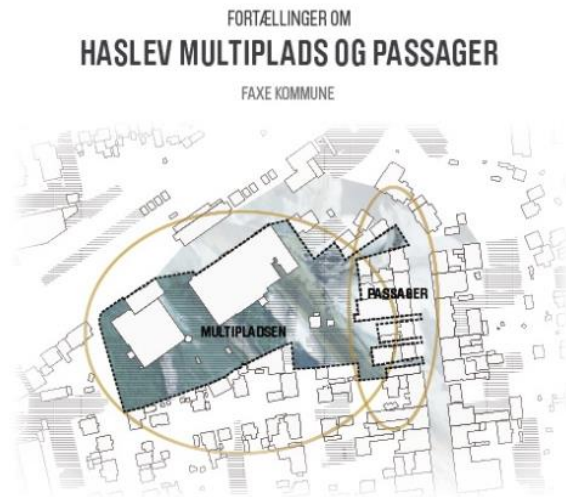 FORTÆLLINGER OM
HASLEV MULTIPLADS OG PASSAGER
FAXE KOMMUNE
PASSAGER
MULTIPLADSEN